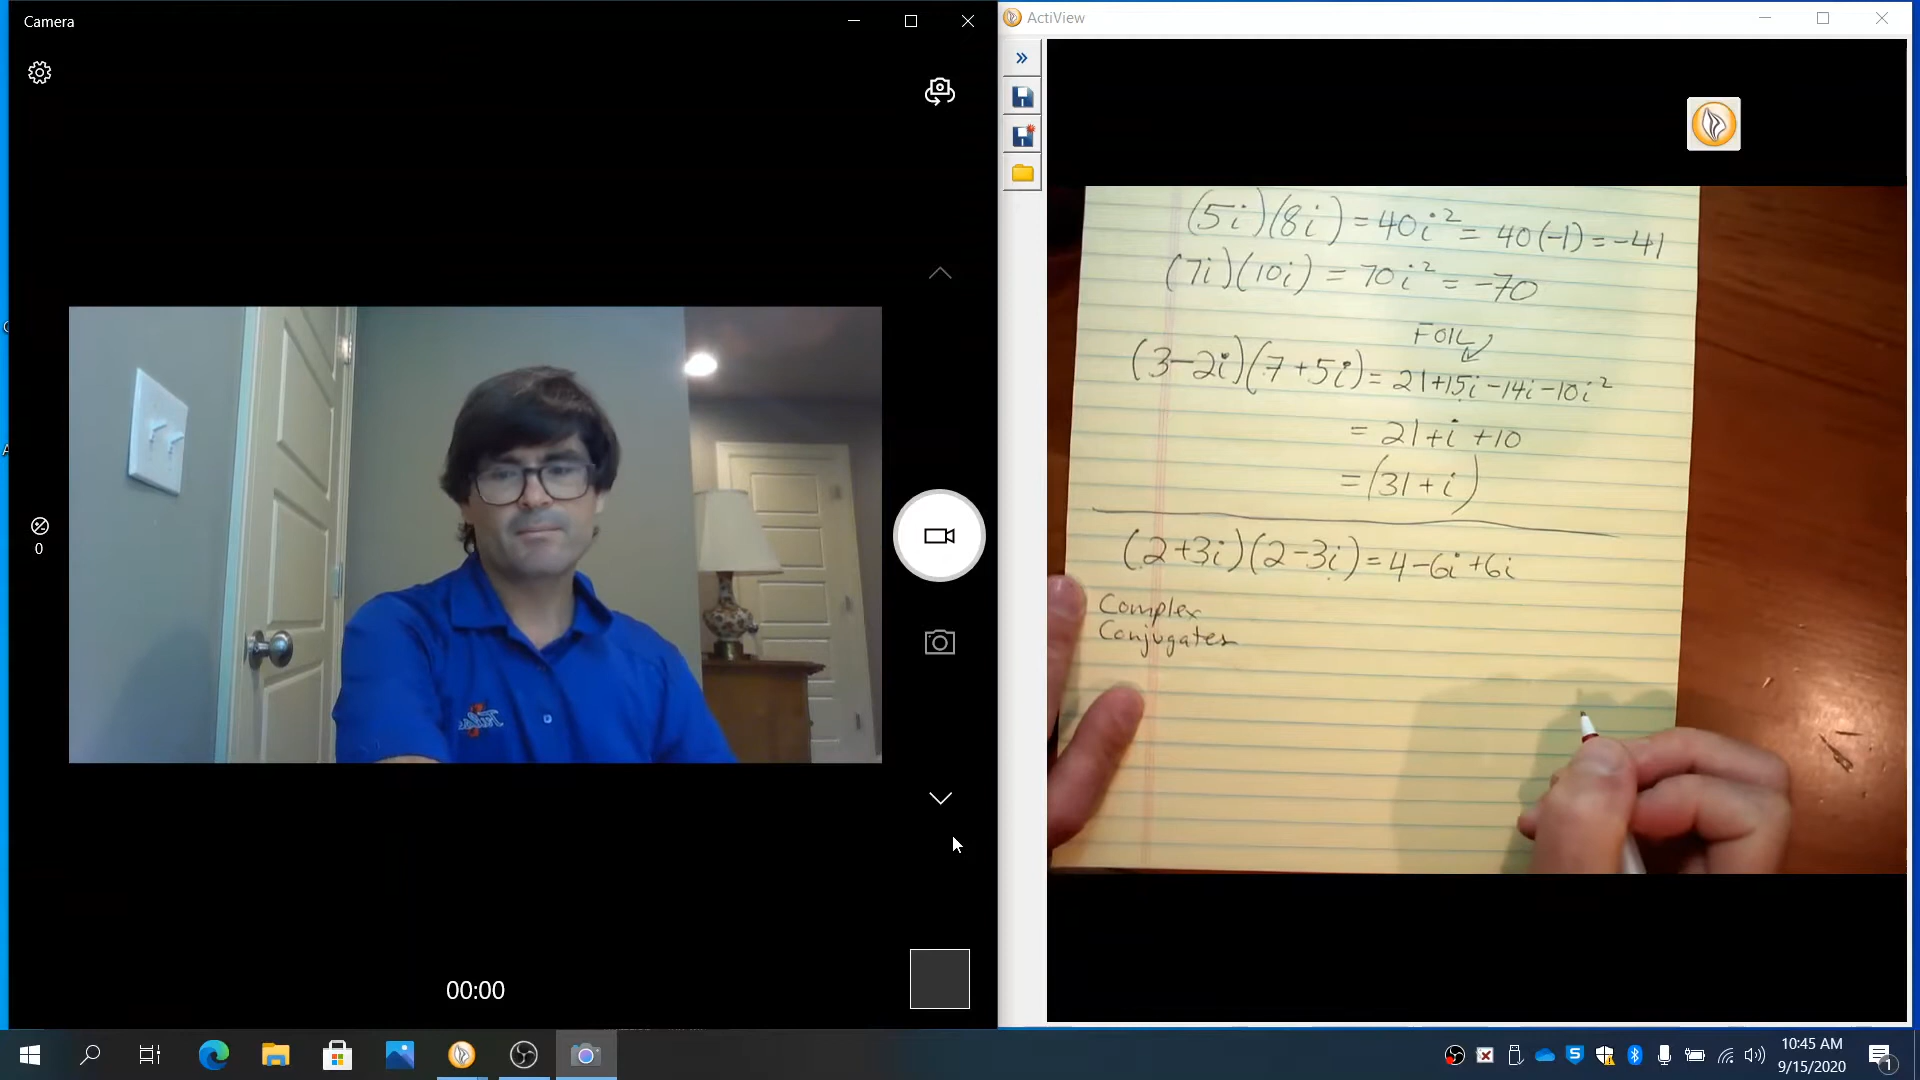 Camera
ActiView
0
00:00
(5i)(8i) = 40i² = 40(-1) = -41
(7i)(10i) = 70i² = -70
FOIL
(3-2i)(7+5i) = 21+15i-14i-10i²
= 21+i+10
= (31+i)
(2+3i)(2-3i) = 4-6i+6i
Complex
Conjugates
10:45 AM
9/15/2020
1